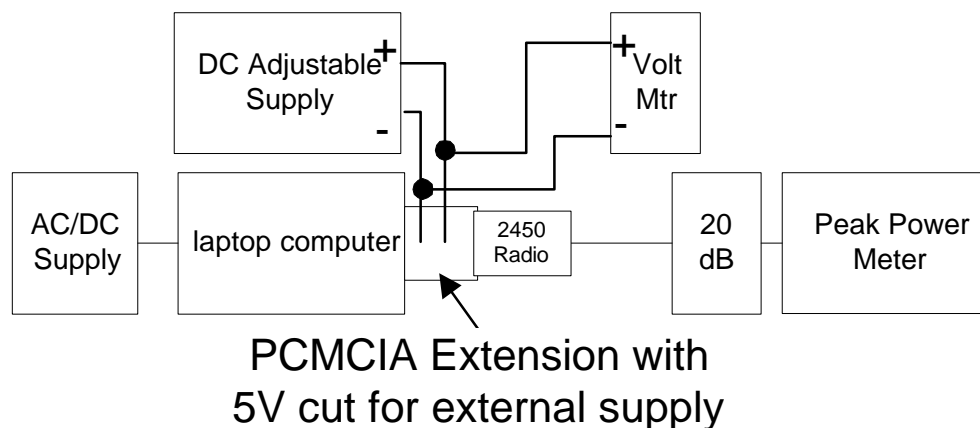 DC Adjustable
Supply
+
-
+
-
Volt
Mtr
AC/DC
Supply
laptop computer
2450
Radio
20
dB
Peak Power
Meter
PCMCIA Extension with
5V cut for external supply